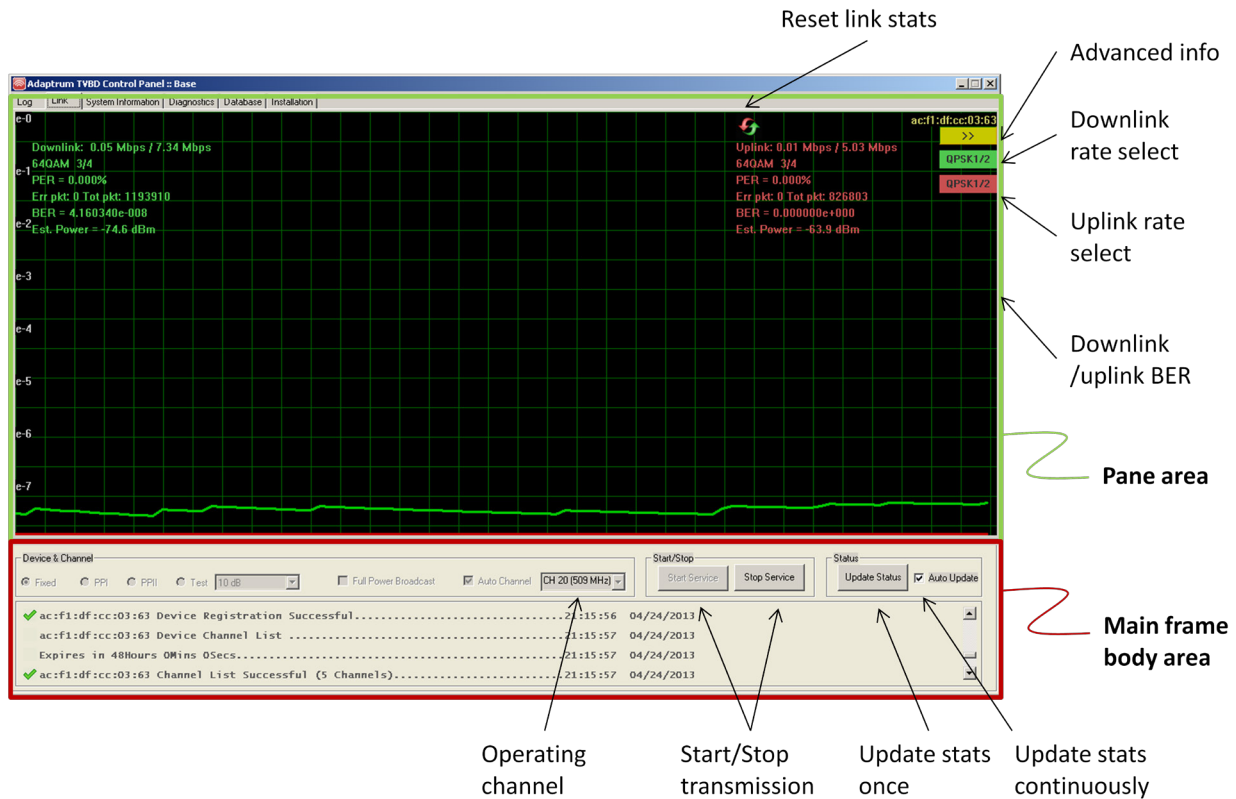 Reset link stats
Advanced info
Adaptrum TVBD Control Panel :: Base
Log Link System Information Diagnostics Database Installation
e-0
ac:f1:df:cc:03:63
>>
Downlink
rate select
Downlink: 0.05 Mbps / 7.34 Mbps
64QAM 3/4
PER = 0.000%
Err pkt: 0 Tot pkt: 1193910
BER = 4.160340e-008
Est. Power = -74.6 dBm
Uplink: 0.01 Mbps / 5.03 Mbps
64QAM 3/4
PER = 0.000%
Err pkt: 0 Tot pkt: 826803
BER = 0.000000e+000
Est. Power = -63.9 dBm
QPSK1/2
QPSK1/2
Uplink rate
select
e-1
e-2
e-3
e-4
e-5
e-6
e-7
Downlink
/uplink BER
Pane area
Device & Channel
Fixed PPI PPII Test 10 dB Full Power Broadcast Auto Channel CH 20 (509 MHz)
Start/Stop
Start Service Stop Service
Status
Update Status Auto Update
ac:f1:df:cc:03:63 Device Registration Successful...............................21:15:56 04/24/2013
ac:f1:df:cc:03:63 Device Channel List .........................................21:15:57 04/24/2013
Expires in 48Hours 0Mins 0Secs.................................................21:15:57 04/24/2013
ac:f1:df:cc:03:63 Channel List Successful (5 Channels).........................21:15:57 04/24/2013
Main frame
body area
Operating
channel
Start/Stop
transmission
Update stats
once
Update stats
continuously